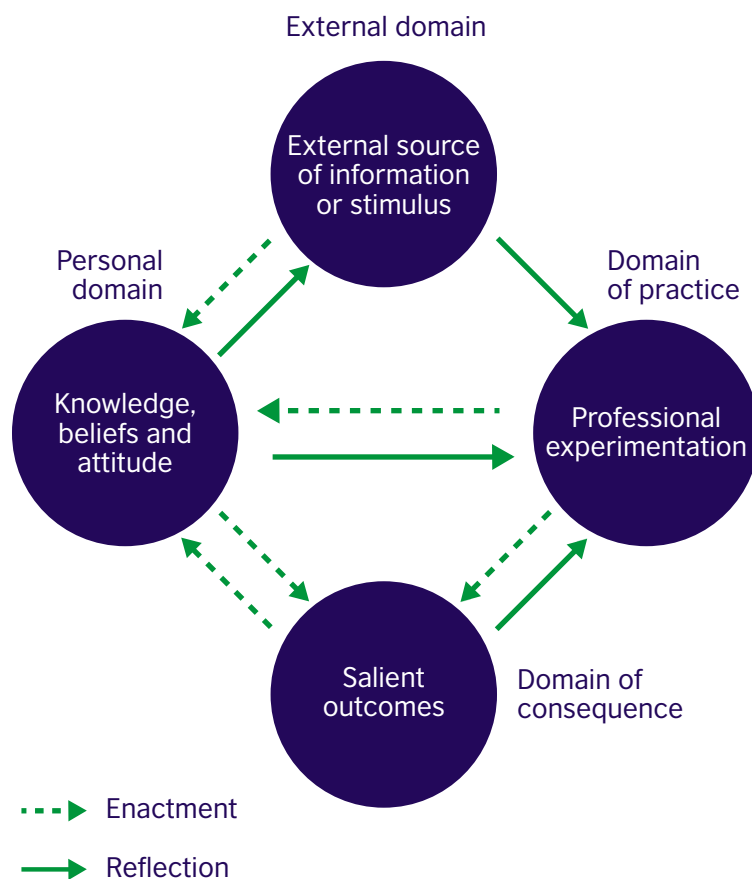 External domain
External source
of information
or stimulus
Personal
domain
Domain
of practice
Knowledge,
beliefs and
attitude
Professional
experimentation
Salient
outcomes
Domain of
consequence
Enactment
Reflection